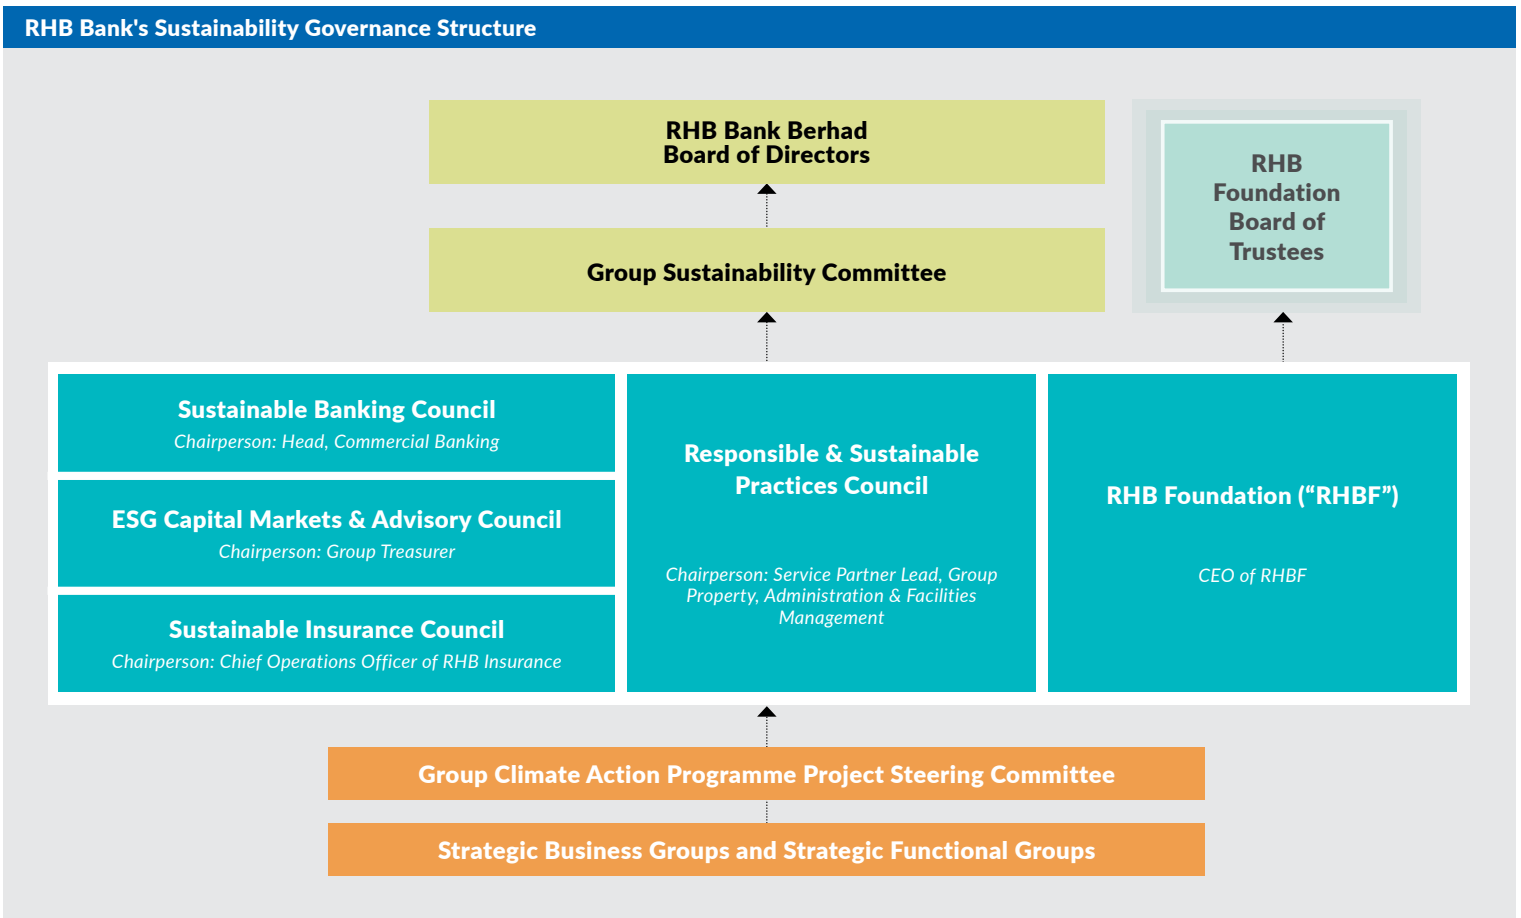 RHB Bank's Sustainability Governance Structure
RHB Bank Berhad
Board of Directors
RHB
Foundation
Board of
Trustees
Group Sustainability Committee
Sustainable Banking Council
Chairperson: Head, Commercial Banking
ESG Capital Markets & Advisory Council
Chairperson: Group Treasurer
Sustainable Insurance Council
Chairperson: Chief Operations Officer of RHB Insurance
Responsible & Sustainable
Practices Council
Chairperson: Service Partner Lead, Group
Property, Administration & Facilities
Management
RHB Foundation (“RHBF”)
CEO of RHBF
Group Climate Action Programme Project Steering Committee
Strategic Business Groups and Strategic Functional Groups